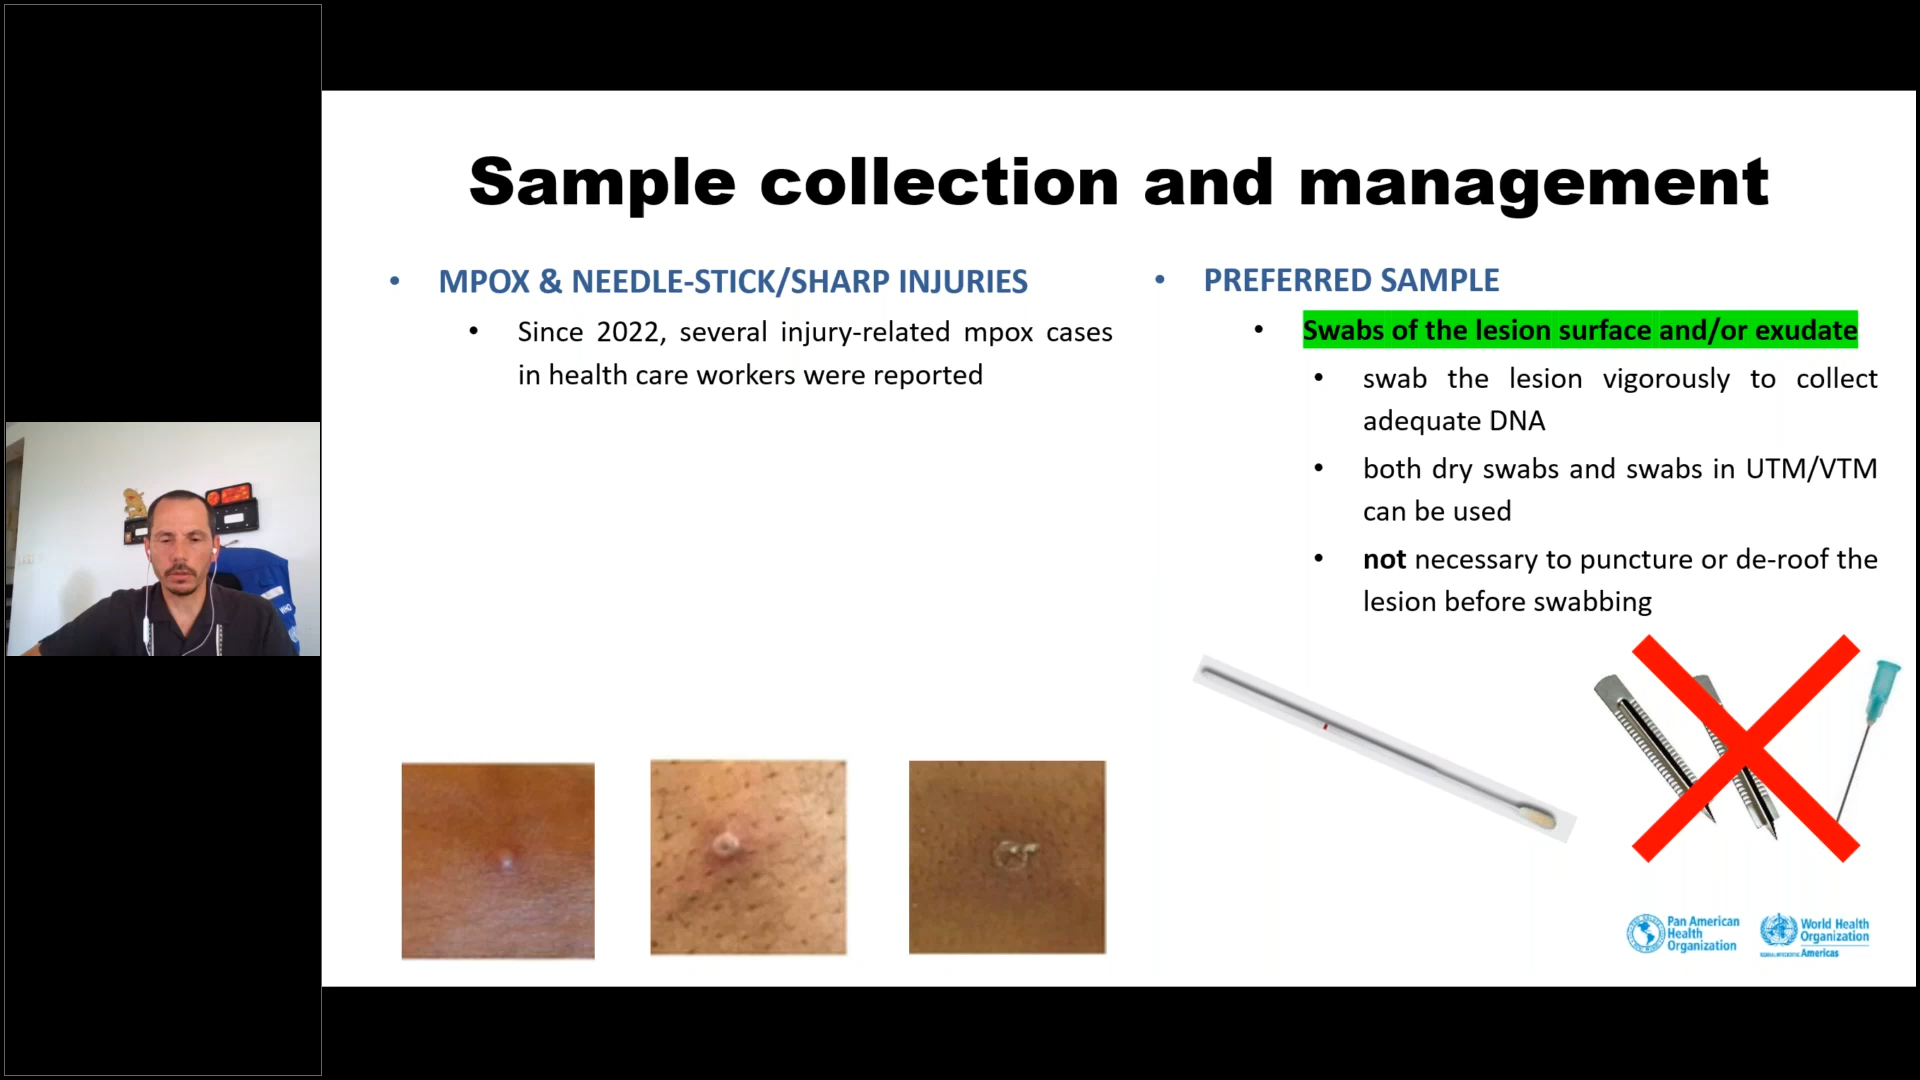 Sample collection and management
• MPOX & NEEDLE-STICK/SHARP INJURIES
• Since 2022, several injury-related mpox cases
in health care workers were reported
• PREFERRED SAMPLE
• Swabs of the lesion surface and/or exudate
• swab the lesion vigorously to collect
adequate DNA
• both dry swabs and swabs in UTM/VTM
can be used
• not necessary to puncture or de-roof the
lesion before swabbing
Pan American
Health
Organization
World Health
Organization
Americas
WHO